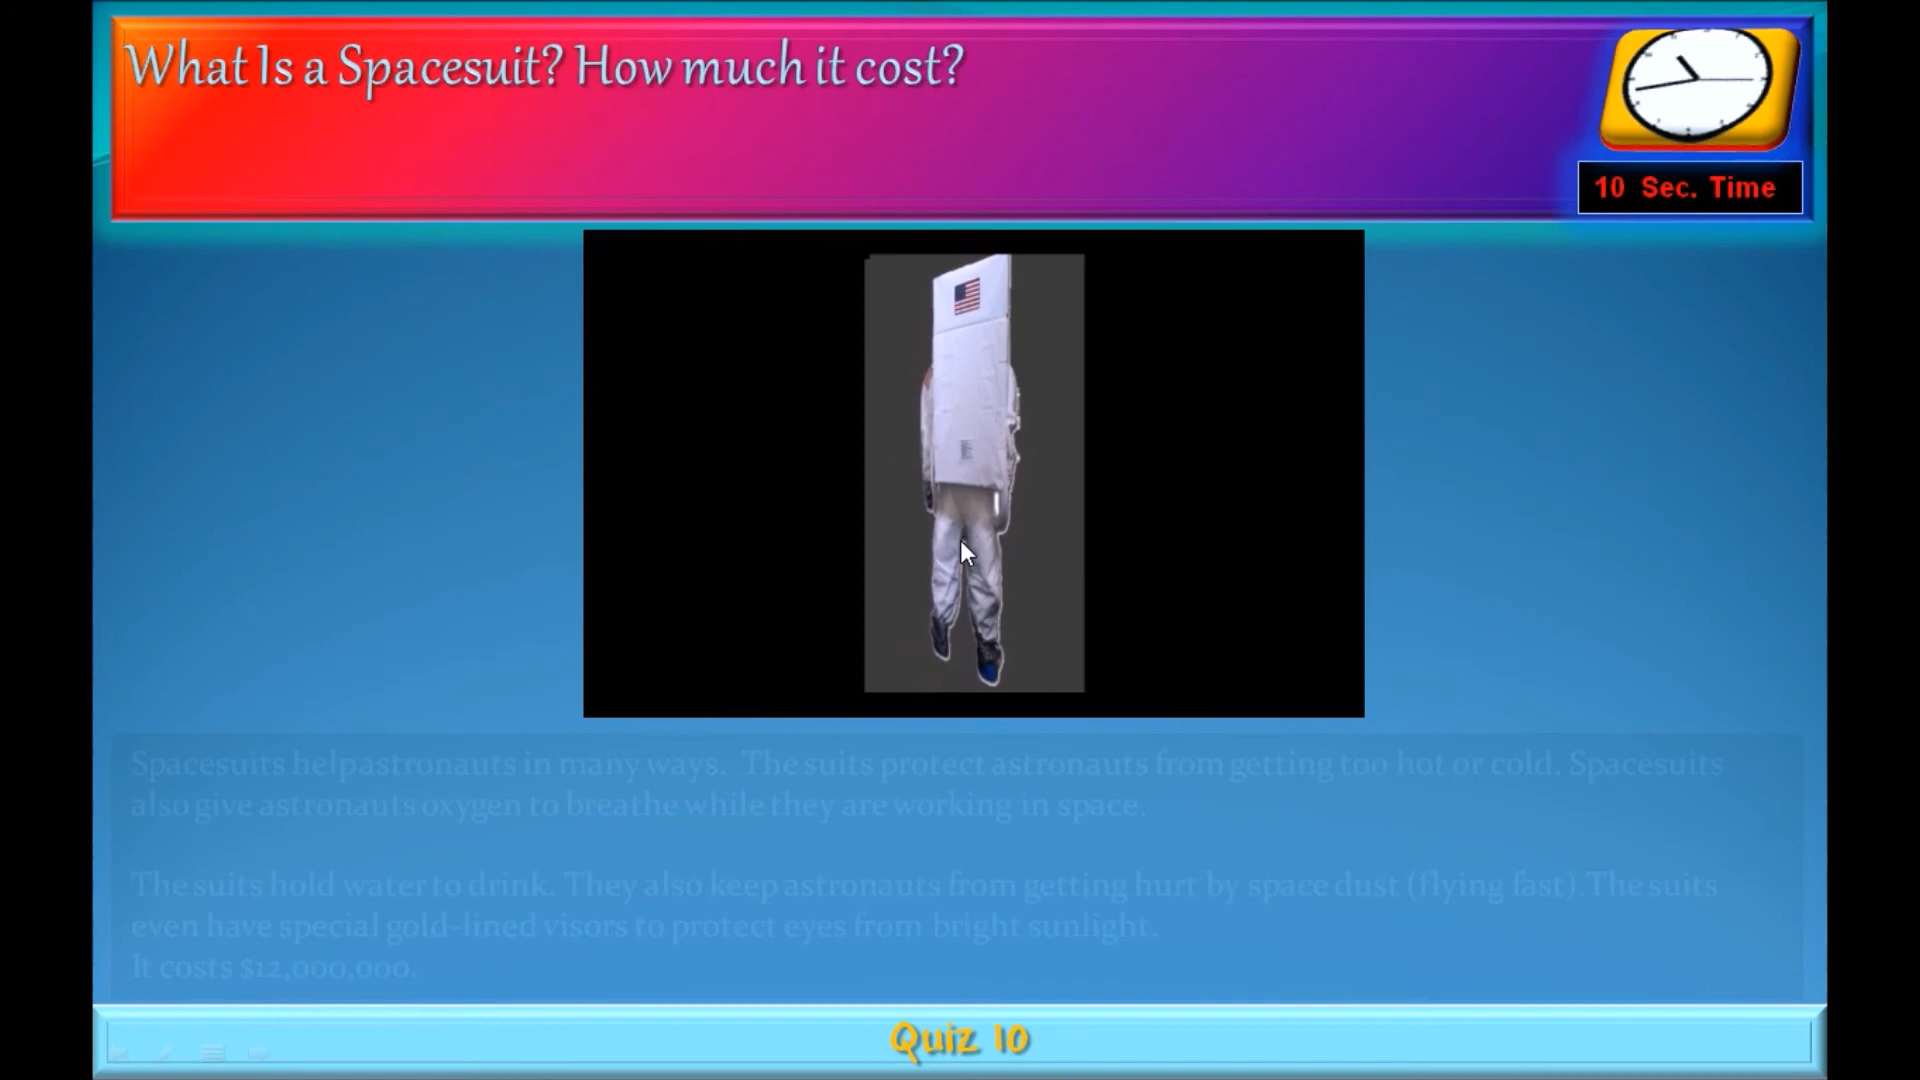 What Is a Spacesuit? How much it cost?
10 Sec. Time
Spacesuits helpastronauts in many ways. The suits protect astronauts from getting too hot or cold. Spacesuits
also give astronauts oxygen to breathe while they are working in space.
The suits hold water to drink. They also keep astronauts from getting hurt by space dust (flying fast).The suits
even have special gold-lined visors to protect eyes from bright sunlight.
It costs $12,000,000.
Quiz 10